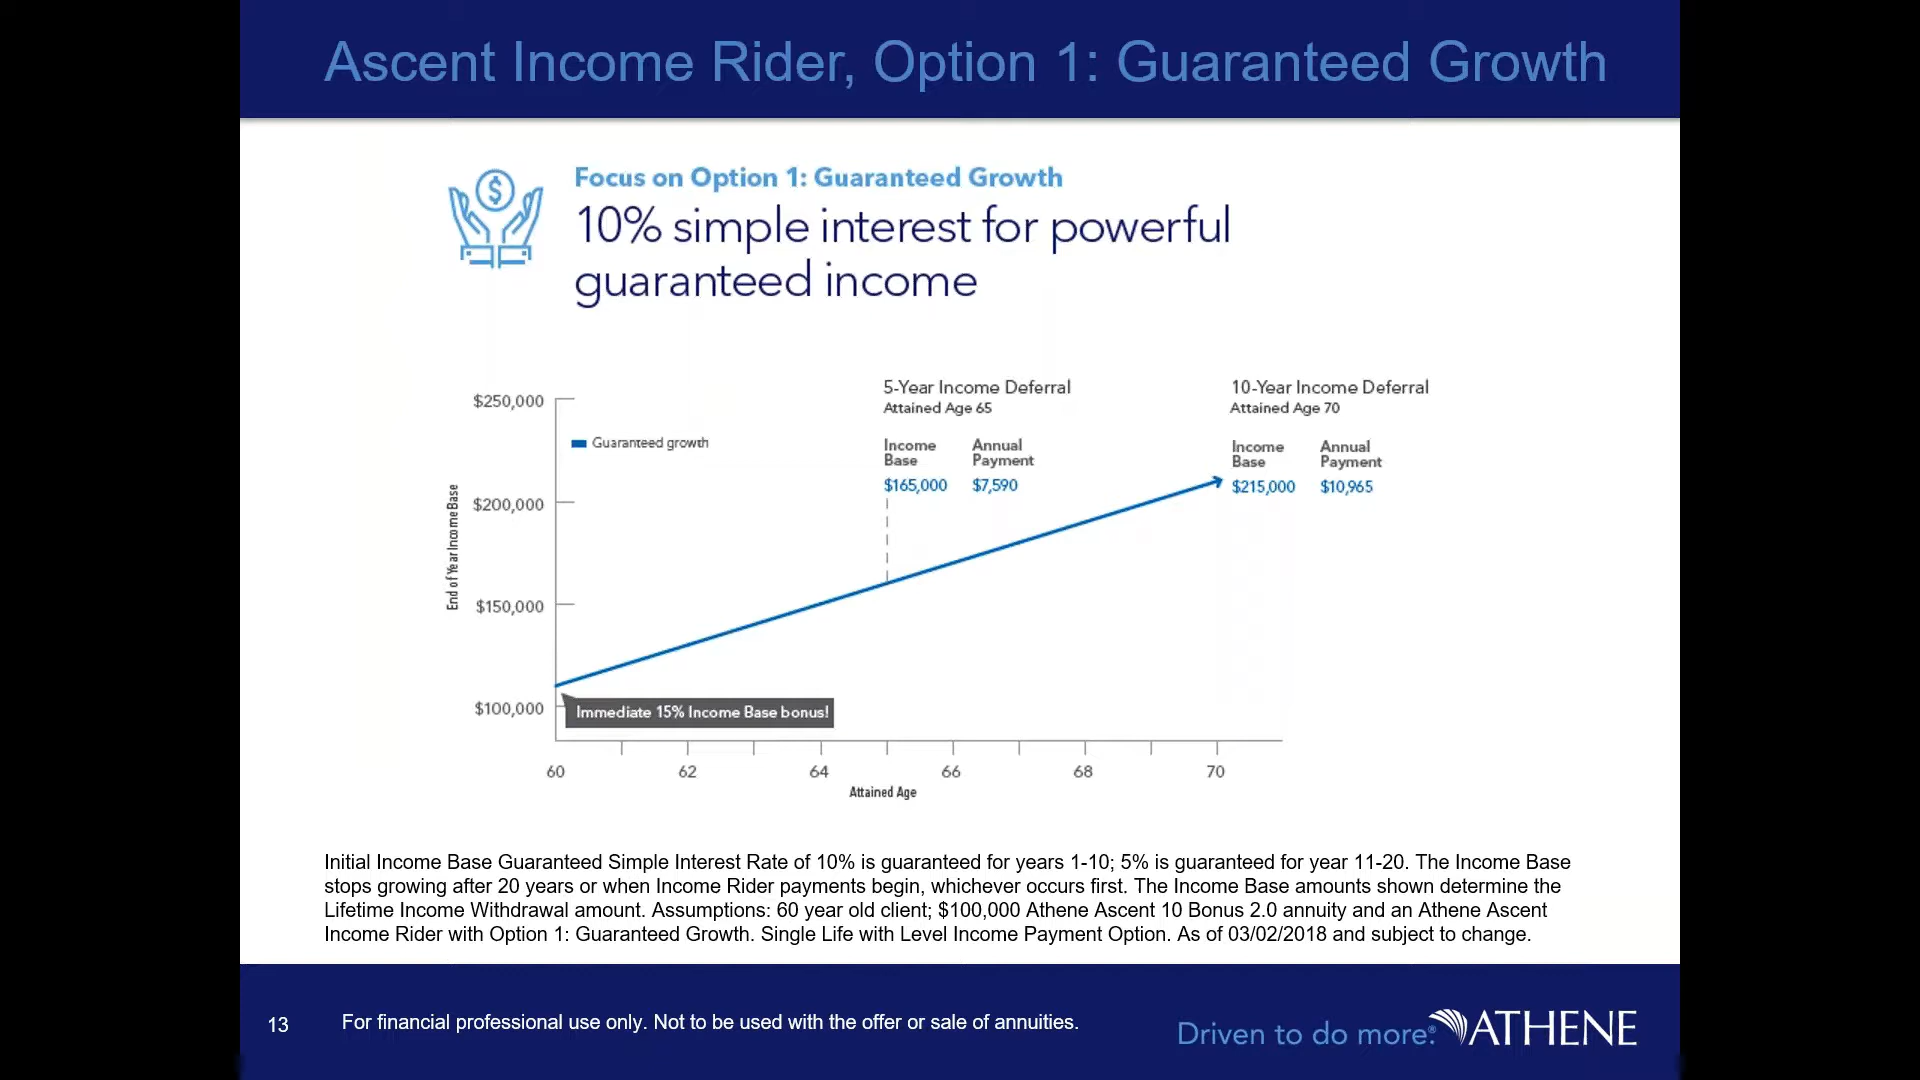 Ascent Income Rider, Option 1: Guaranteed Growth
$
Focus on Option 1: Guaranteed Growth
10% simple interest for powerful
guaranteed income
5-Year Income Deferral
Attained Age 65
Income Base
Annual Payment
$165,000
$7,590
10-Year Income Deferral
Attained Age 70
Income Base
Annual Payment
$215,000
$10,965
Guaranteed growth
End of Year Income Base
$250,000
$200,000
$150,000
$100,000
Immediate 15% Income Base bonus!
60
62
64
66
68
70
Attained Age
Initial Income Base Guaranteed Simple Interest Rate of 10% is guaranteed for years 1-10; 5% is guaranteed for year 11-20. The Income Base
stops growing after 20 years or when Income Rider payments begin, whichever occurs first. The Income Base amounts shown determine the
Lifetime Income Withdrawal amount. Assumptions: 60 year old client; $100,000 Athene Ascent 10 Bonus 2.0 annuity and an Athene Ascent
Income Rider with Option 1: Guaranteed Growth. Single Life with Level Income Payment Option. As of 03/02/2018 and subject to change.
13
For financial professional use only. Not to be used with the offer or sale of annuities.
Driven to do more.®
ATHENE